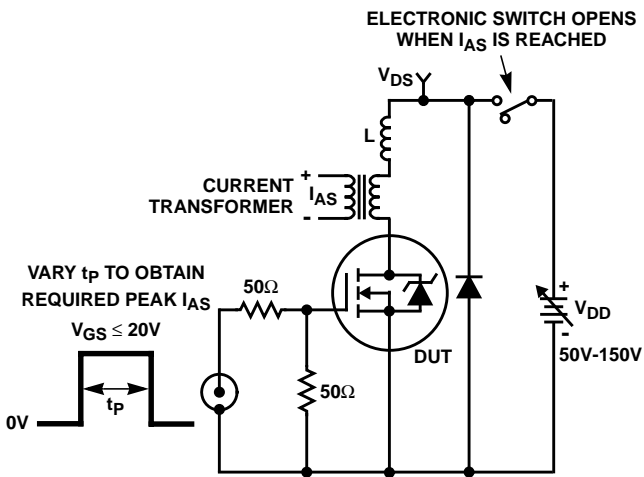 ELECTRONIC SWITCH OPENS
WHEN IAS IS REACHED
VDS
L
+
CURRENT
TRANSFORMER
IAS
-
VARY tP TO OBTAIN
REQUIRED PEAK IAS
50Ω
VGS ≤ 20V
+
VDD
-
DUT
50V-150V
50Ω
tP
0V